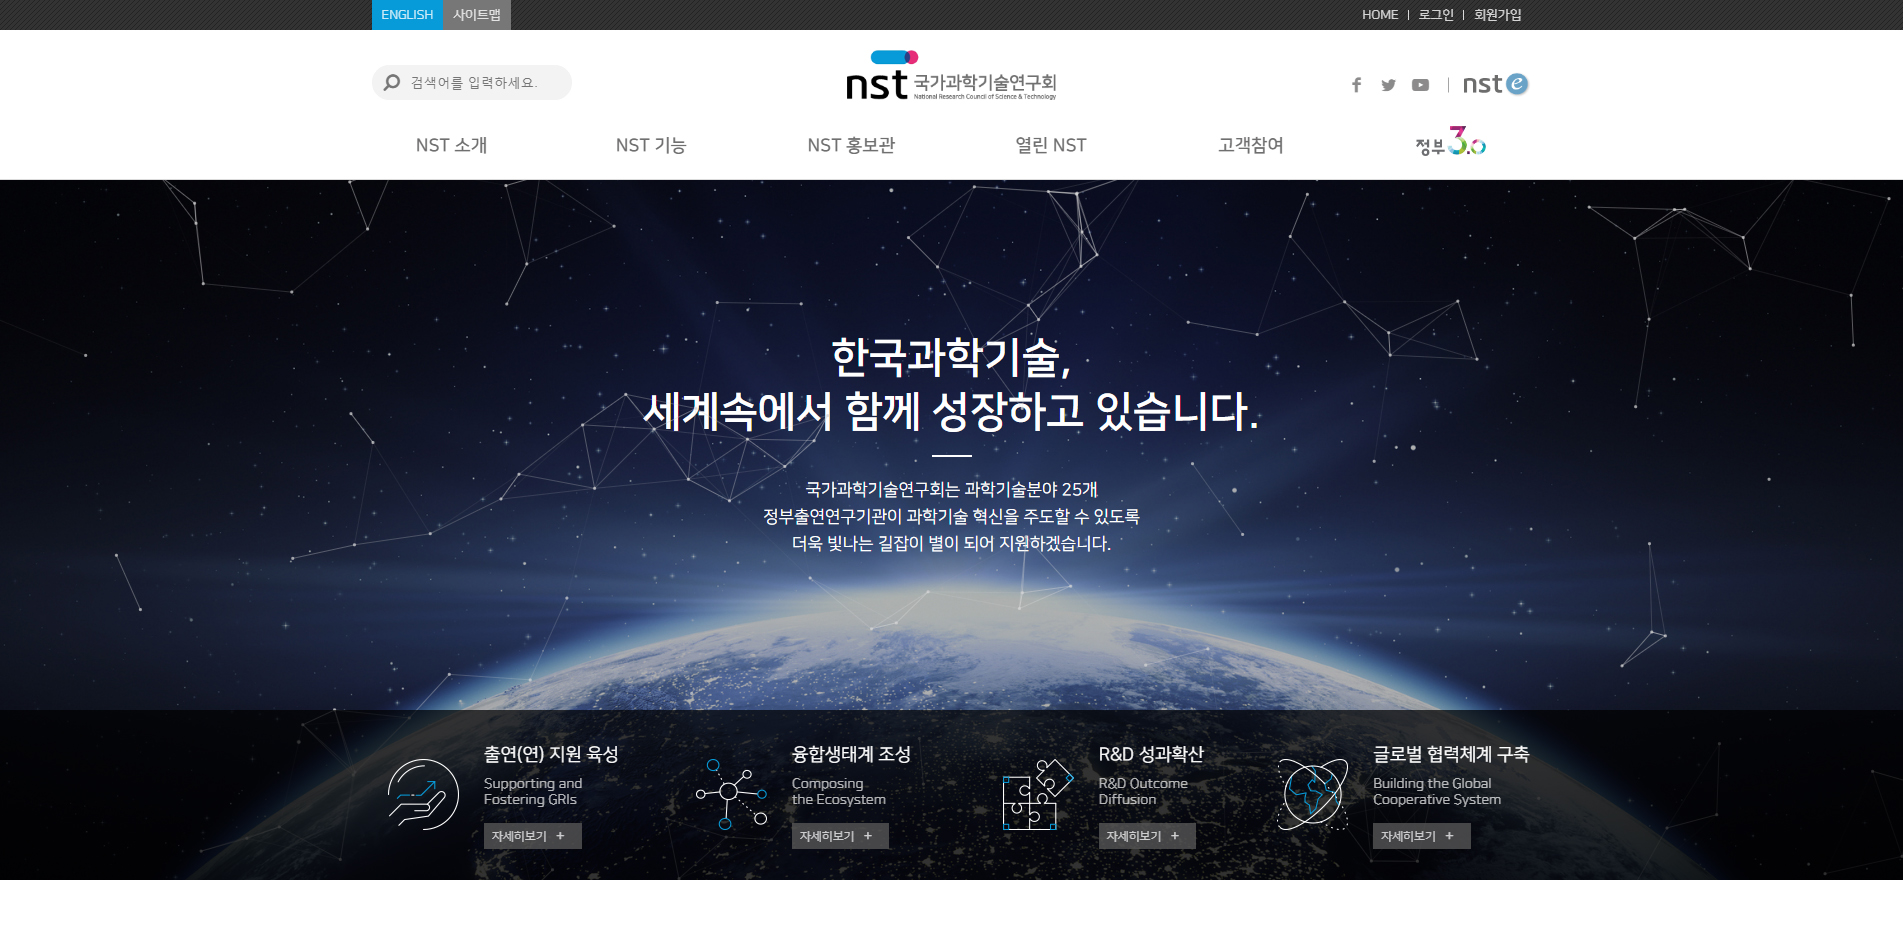 ENGLISH 사이트맵
HOME 로그인 회원가입
검색어를 입력하세요.
nst 국가과학기술연구회
National Research Council of Science & Technology
nst e
NST 소개 NST 기능 NST 홍보관 열린 NST 고객참여 정부3.0
한국과학기술,
세계속에서 함께 성장하고 있습니다.
국가과학기술연구회는 과학기술분야 25개
정부출연연구기관이 과학기술 혁신을 주도할 수 있도록
더욱 빛나는 길잡이 별이 되어 지원하겠습니다.
출연(연) 지원 육성
Supporting and
Fostering GRIs
자세히보기 +
융합생태계 조성
Composing
the Ecosystem
자세히보기 +
R&D 성과확산
R&D Outcome
Diffusion
자세히보기 +
글로벌 협력체계 구축
Building the Global
Cooperative System
자세히보기 +